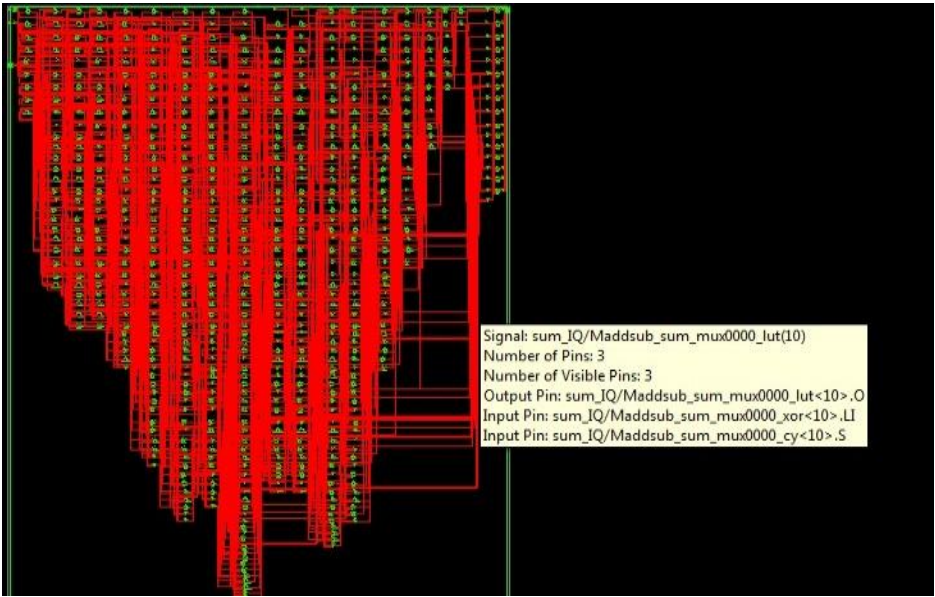 Signal: sum_IQ/Maddsub_sum_mux0000_lut(10)
Number of Pins: 3
Number of Visible Pins: 3
Output Pin: sum_IQ/Maddsub_sum_mux0000_lut<10>.O
Input Pin: sum_IQ/Maddsub_sum_mux0000_xor<10>.LI
Input Pin: sum_IQ/Maddsub_sum_mux0000_cy<10>.S